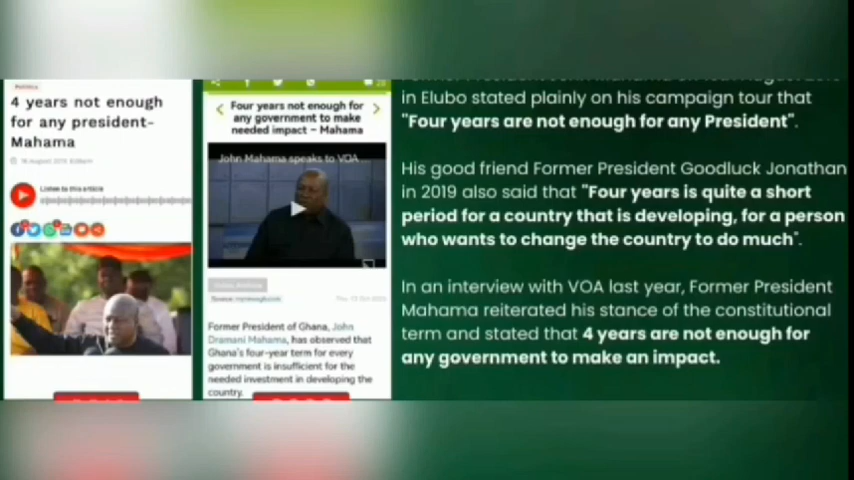 Politics
4 years not enough
for any president-
Mahama
Listen to this article
Four years not enough for
any government to make
needed impact – Mahama
John Mahama speaks to VOA
Source:
Former President of Ghana, John
Dramani Mahama, has observed that
Ghana's four-year term for every
government is insufficient for the
needed investment in developing the
country.
in Elubo stated plainly on his campaign tour that
"Four years are not enough for any President".
His good friend Former President Goodluck Jonathan
in 2019 also said that "Four years is quite a short
period for a country that is developing, for a person
who wants to change the country to do much".
In an interview with VOA last year, Former President
Mahama reiterated his stance of the constitutional
term and stated that 4 years are not enough for
any government to make an impact.